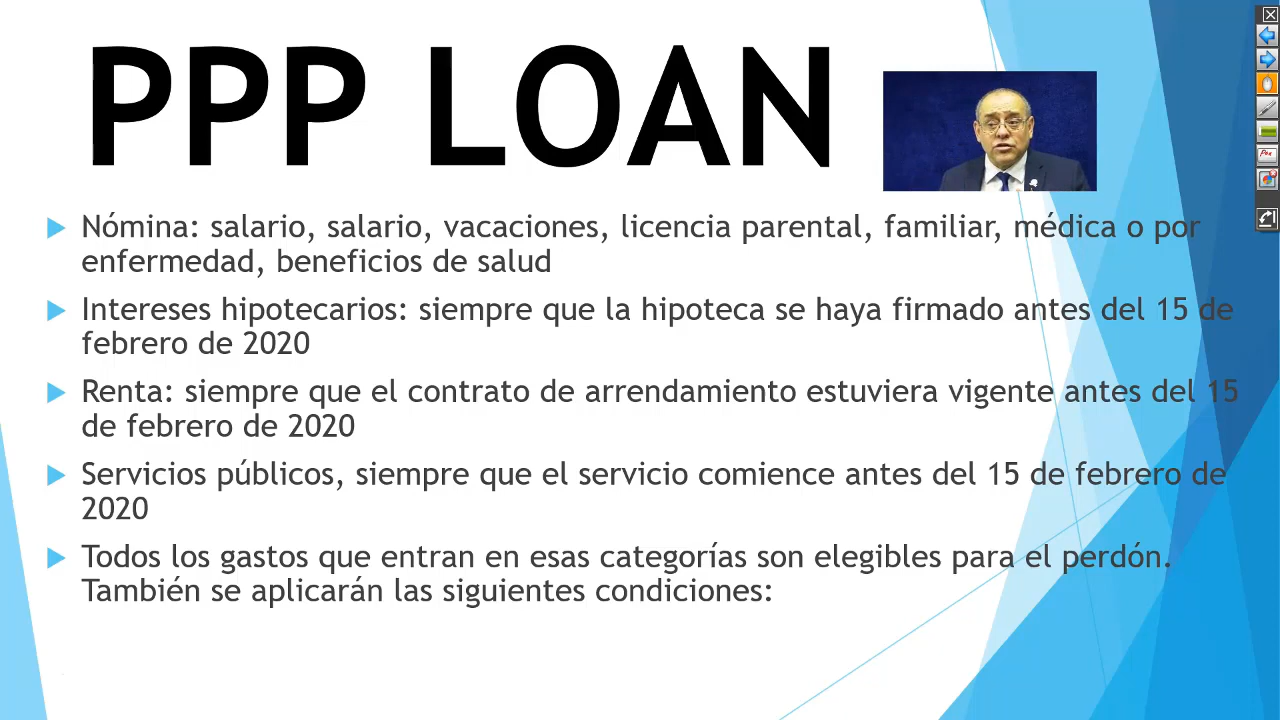 PPP LOAN
Nómina: salario, salario, vacaciones, licencia parental, familiar, médica o por
enfermedad, beneficios de salud
Intereses hipotecarios: siempre que la hipoteca se haya firmado antes del 15 de
febrero de 2020
Renta: siempre que el contrato de arrendamiento estuviera vigente antes del 15
de febrero de 2020
Servicios públicos, siempre que el servicio comience antes del 15 de febrero de
2020
Todos los gastos que entran en esas categorías son elegibles para el perdón.
También se aplicarán las siguientes condiciones: